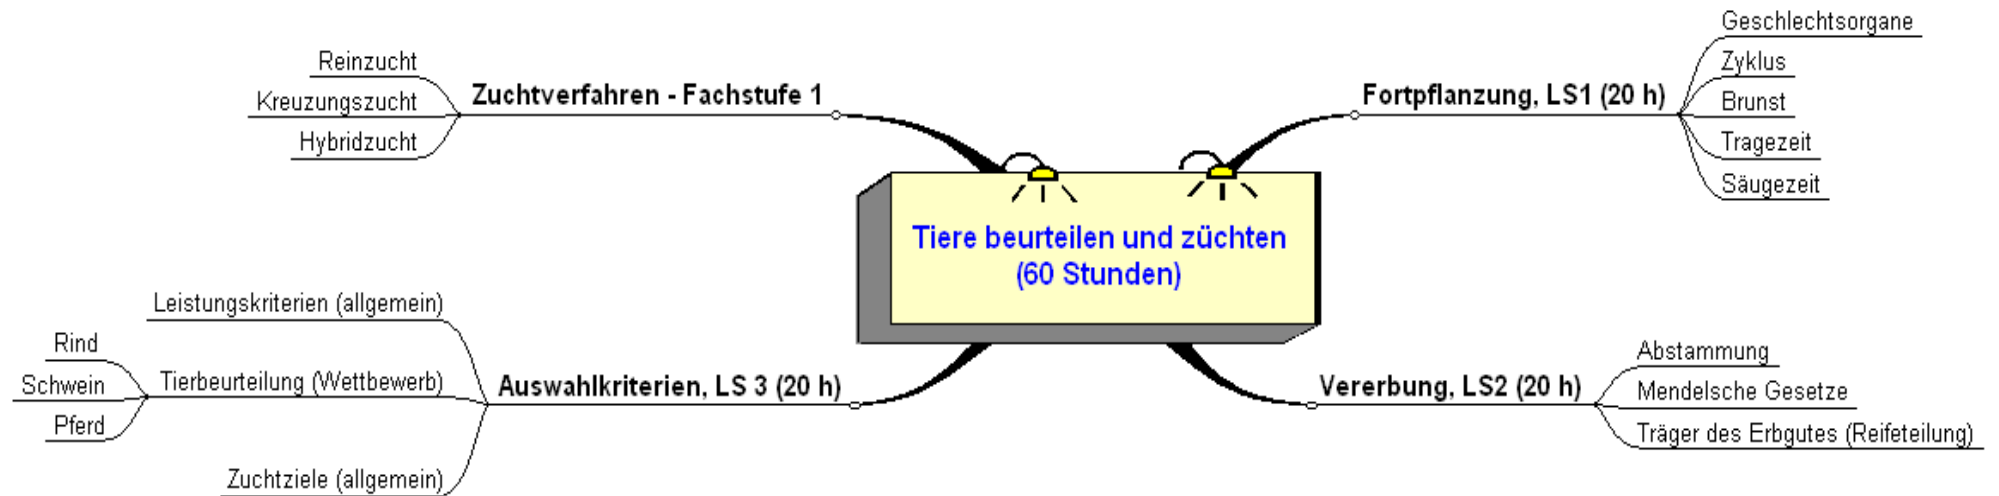 Tiere beurteilen und züchten
(60 Stunden)
Fortpflanzung, LS1 (20 h)
Geschlechtsorgane
Zyklus
Brunst
Tragezeit
Säugezeit
Vererbung, LS2 (20 h)
Abstammung
Mendelsche Gesetze
Träger des Erbgutes (Reifeteilung)
Auswahlkriterien, LS 3 (20 h)
Leistungskriterien (allgemein)
Tierbeurteilung (Wettbewerb)
Rind
Schwein
Pferd
Zuchtziele (allgemein)
Zuchtverfahren - Fachstufe 1
Reinzucht
Kreuzungszucht
Hybridzucht